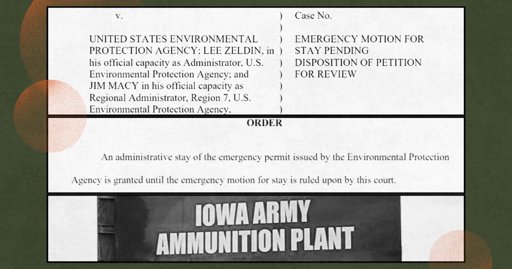 v.
) Case No.
)
UNITED STATES ENVIRONMENTAL ) EMERGENCY MOTION FOR
PROTECTION AGENCY; LEE ZELDIN, in ) STAY PENDING
his official capacity as Administrator, U.S. ) DISPOSITION OF PETITION
Environmental Protection Agency; and ) FOR REVIEW
JIM MACY in his official capacity as )
Regional Administrator, Region 7, U.S. )
Environmental Protection Agency, )
ORDER
An administrative stay of the emergency permit issued by the Environmental Protection
Agency is granted until the emergency motion for stay is ruled upon by this court.
IOWA ARMY
AMMUNITION PLANT